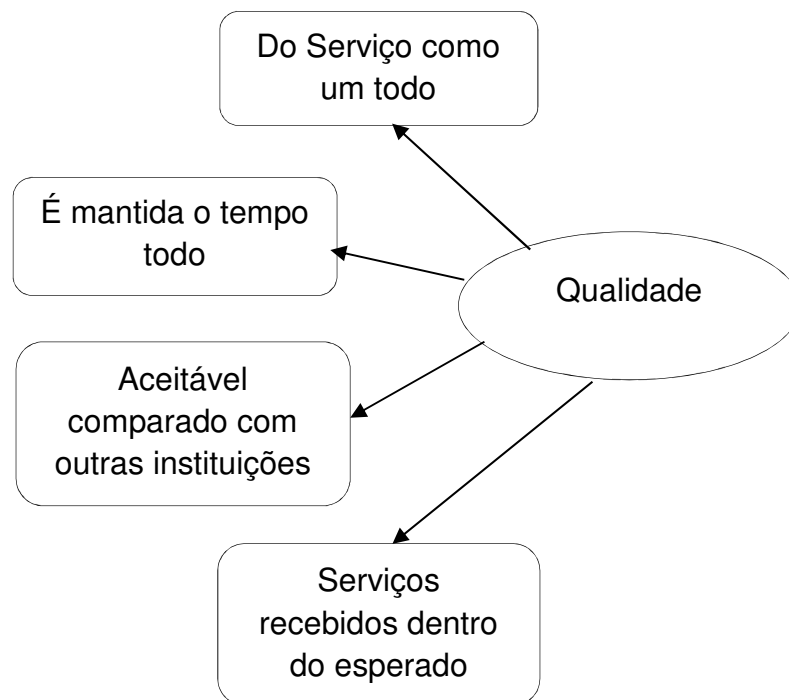 Do Serviço como
um todo
É mantida o tempo
todo
Qualidade
Aceitável
comparado com
outras instituições
Serviços
recebidos dentro
do esperado